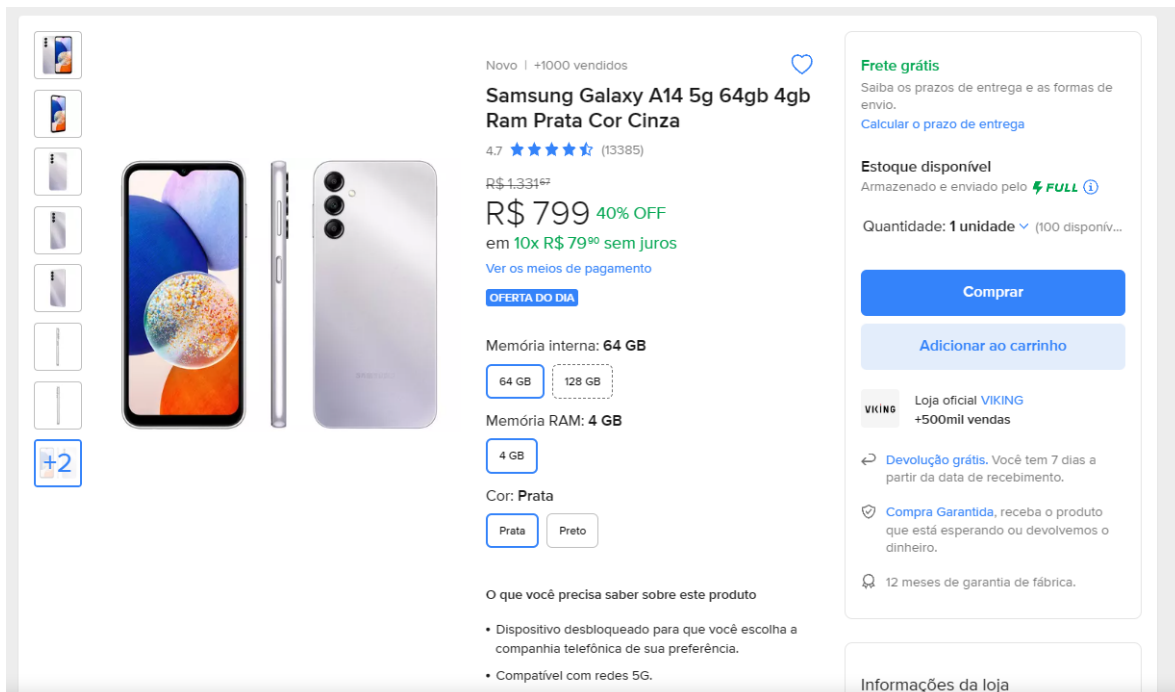 +2
Novo | +1000 vendidos
Samsung Galaxy A14 5g 64gb 4gb
Ram Prata Cor Cinza
4.7 (13385)
R$ 1.331⁶⁷
R$ 799 40% OFF
em 10x R$ 79⁹⁰ sem juros
Ver os meios de pagamento
OFERTA DO DIA
Memória interna: 64 GB
64 GB 128 GB
Memória RAM: 4 GB
4 GB
Cor: Prata
Prata Preto
O que você precisa saber sobre este produto
• Dispositivo desbloqueado para que você escolha a
companhia telefônica de sua preferência.
• Compatível com redes 5G.
Frete grátis
Saiba os prazos de entrega e as formas de
envio.
Calcular o prazo de entrega
Estoque disponível
Armazenado e enviado pelo FULL
Quantidade: 1 unidade (100 disponív...
Comprar
Adicionar ao carrinho
VIKING
Loja oficial VIKING
+500mil vendas
Devolução grátis. Você tem 7 dias a
partir da data de recebimento.
Compra Garantida, receba o produto
que está esperando ou devolvemos o
dinheiro.
12 meses de garantia de fábrica.
Informações da loja